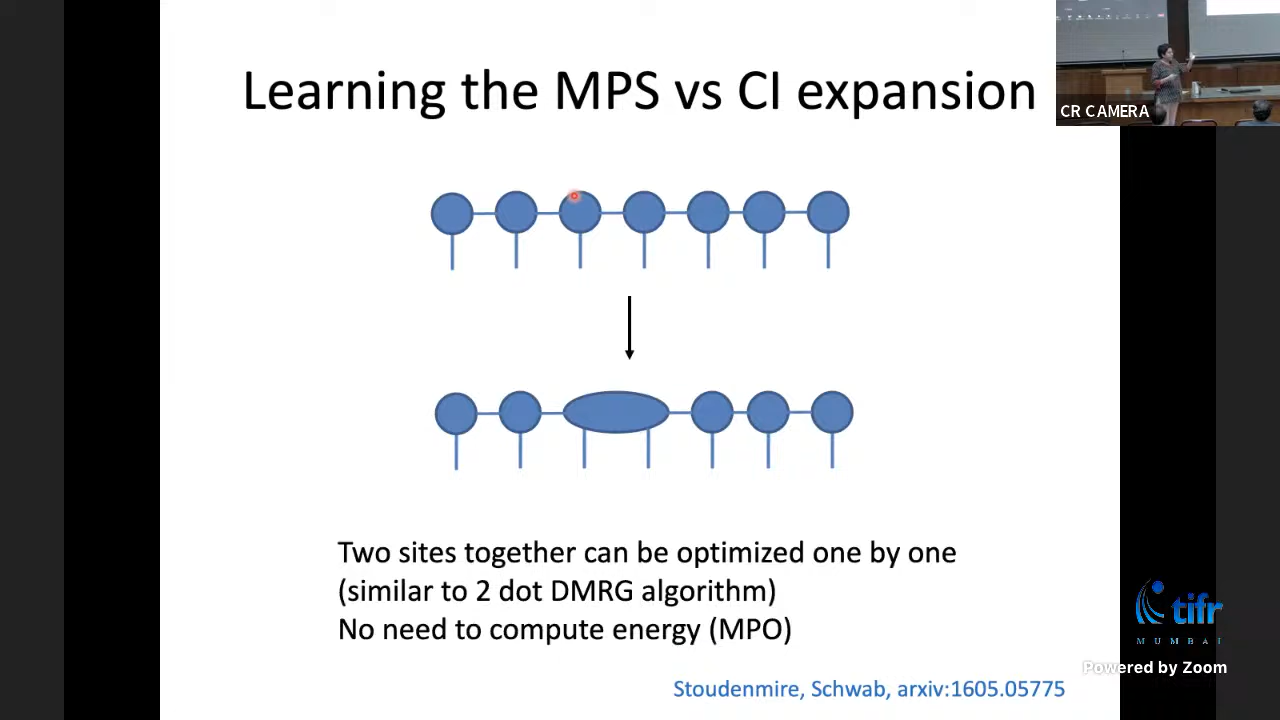 Learning the MPS vs CI expansion
CR CAMERA
Two sites together can be optimized one by one
(similar to 2 dot DMRG algorithm)
No need to compute energy (MPO)
tifr
MUMBAI
Powered by Zoom
Stoudenmire, Schwab, arxiv:1605.05775